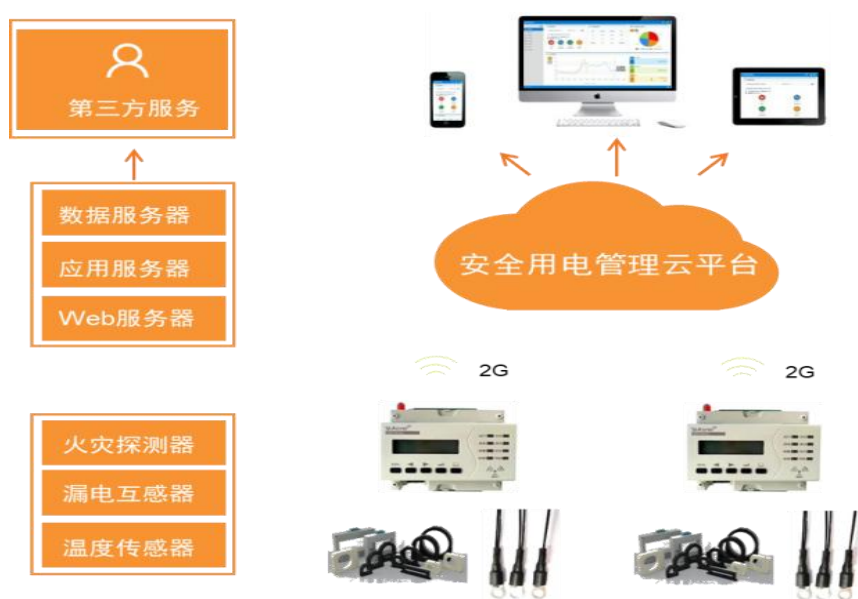 第三方服务
数据服务器
应用服务器
Web服务器
安全用电管理云平台
2G
2G
火灾探测器
漏电互感器
温度传感器